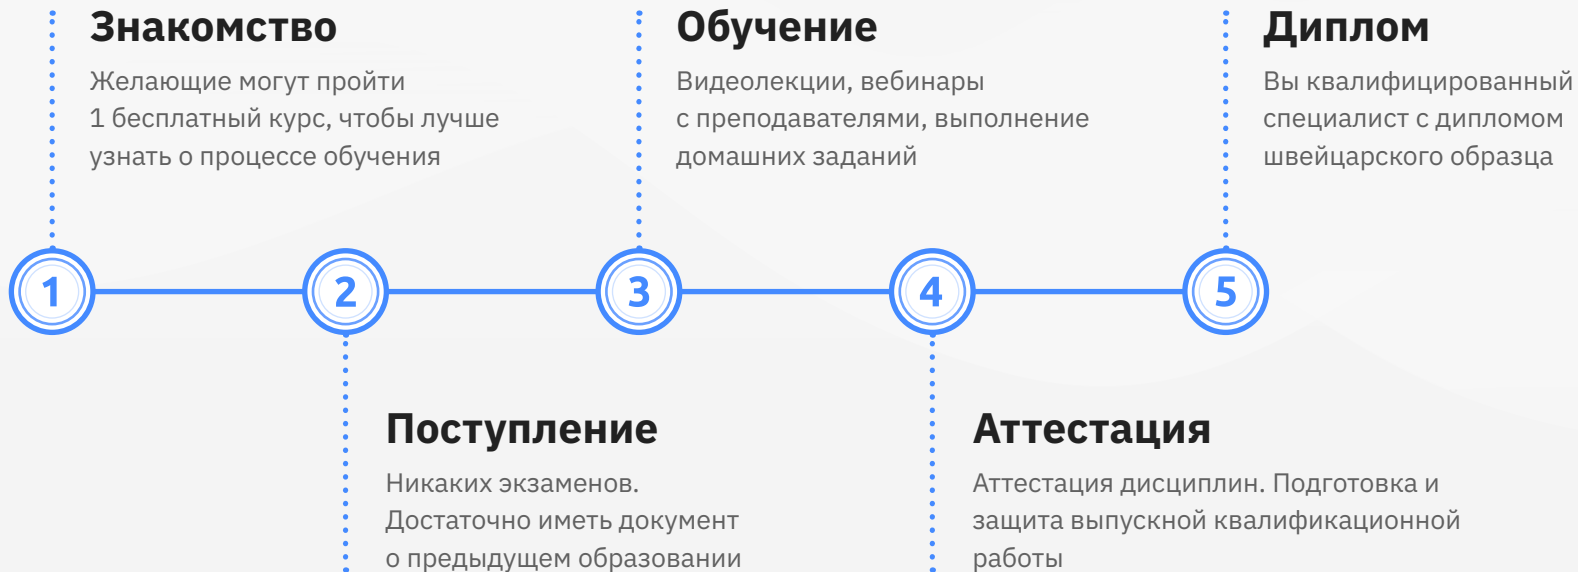 Знакомство
Желающие могут пройти
1 бесплатный курс, чтобы лучше
узнать о процессе обучения
Обучение
Видеолекции, вебинары
с преподавателями, выполнение
домашних заданий
Диплом
Вы квалифицированный
специалист с дипломом
швейцарского образца
1
2
3
4
5
Поступление
Никаких экзаменов.
Достаточно иметь документ
о предыдущем образовании
Аттестация
Аттестация дисциплин. Подготовка и
защита выпускной квалификационной
работы